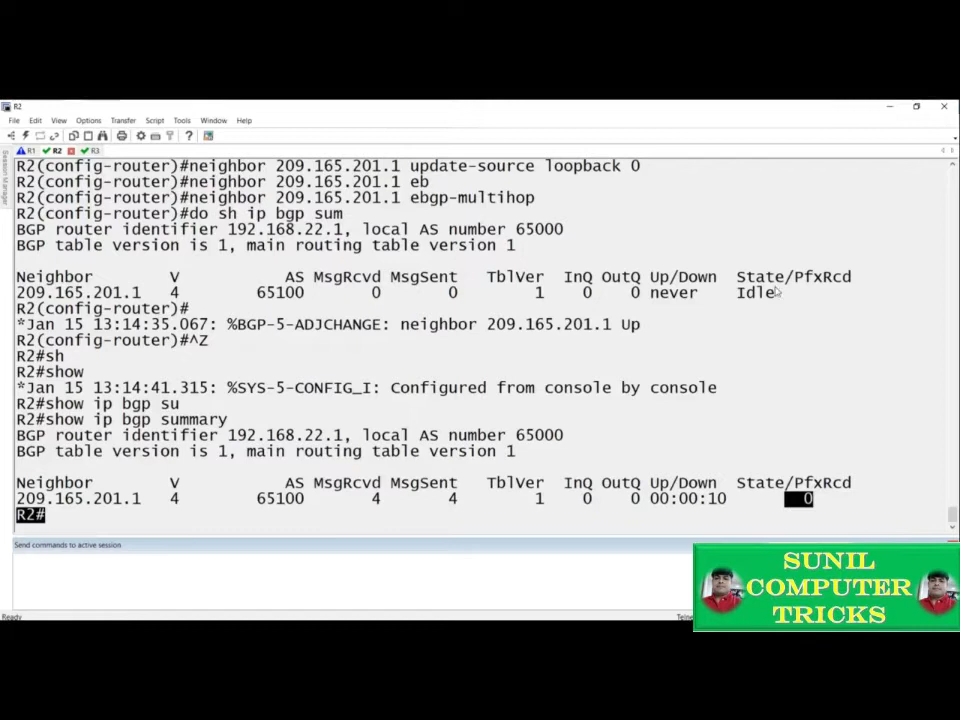 R2
File Edit View Options Transfer Script Tools Window Help
R1 R2 R3
Session Manager
R2(config-router)#neighbor 209.165.201.1 update-source loopback 0
R2(config-router)#neighbor 209.165.201.1 eb
R2(config-router)#neighbor 209.165.201.1 ebgp-multihop
R2(config-router)#do sh ip bgp sum
BGP router identifier 192.168.22.1, local AS number 65000
BGP table version is 1, main routing table version 1
Neighbor V AS MsgRcvd MsgSent TblVer InQ OutQ Up/Down State/PfxRcd
209.165.201.1 4 65100 0 0 1 0 0 never Idle
R2(config-router)#
*Jan 15 13:14:35.067: %BGP-5-ADJCHANGE: neighbor 209.165.201.1 Up
R2(config-router)#^Z
R2#sh
R2#show
*Jan 15 13:14:41.315: %SYS-5-CONFIG_I: Configured from console by console
R2#show ip bgp su
R2#show ip bgp summary
BGP router identifier 192.168.22.1, local AS number 65000
BGP table version is 1, main routing table version 1
Neighbor V AS MsgRcvd MsgSent TblVer InQ OutQ Up/Down State/PfxRcd
209.165.201.1 4 65100 4 4 1 0 0 00:00:10 0
R2#
Send commands to active session
Ready Telne
SUNIL
COMPUTER
TRICKS